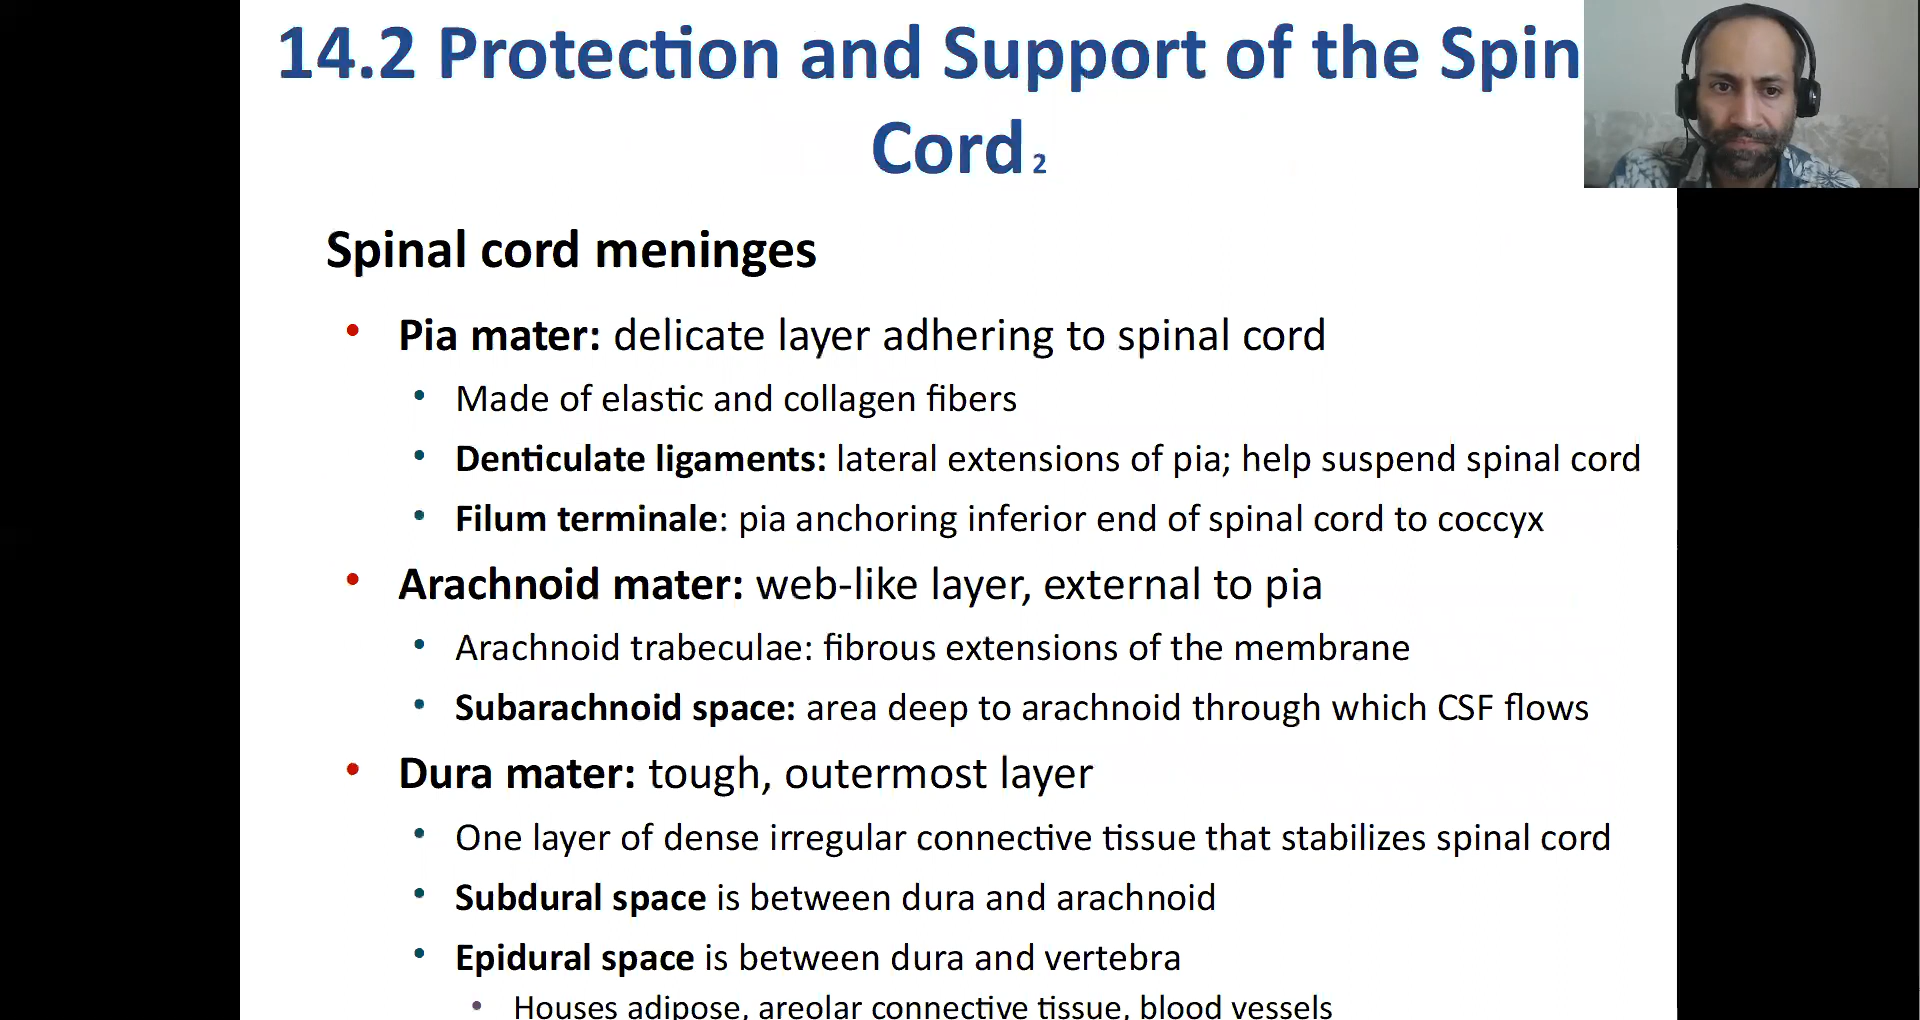 14.2 Protection and Support of the Spin
Cord 2
Spinal cord meninges
• Pia mater: delicate layer adhering to spinal cord
• Made of elastic and collagen fibers
• Denticulate ligaments: lateral extensions of pia; help suspend spinal cord
• Filum terminale: pia anchoring inferior end of spinal cord to coccyx
• Arachnoid mater: web-like layer, external to pia
• Arachnoid trabeculae: fibrous extensions of the membrane
• Subarachnoid space: area deep to arachnoid through which CSF flows
• Dura mater: tough, outermost layer
• One layer of dense irregular connective tissue that stabilizes spinal cord
• Subdural space is between dura and arachnoid
• Epidural space is between dura and vertebra
• Houses adipose, areolar connective tissue, blood vessels